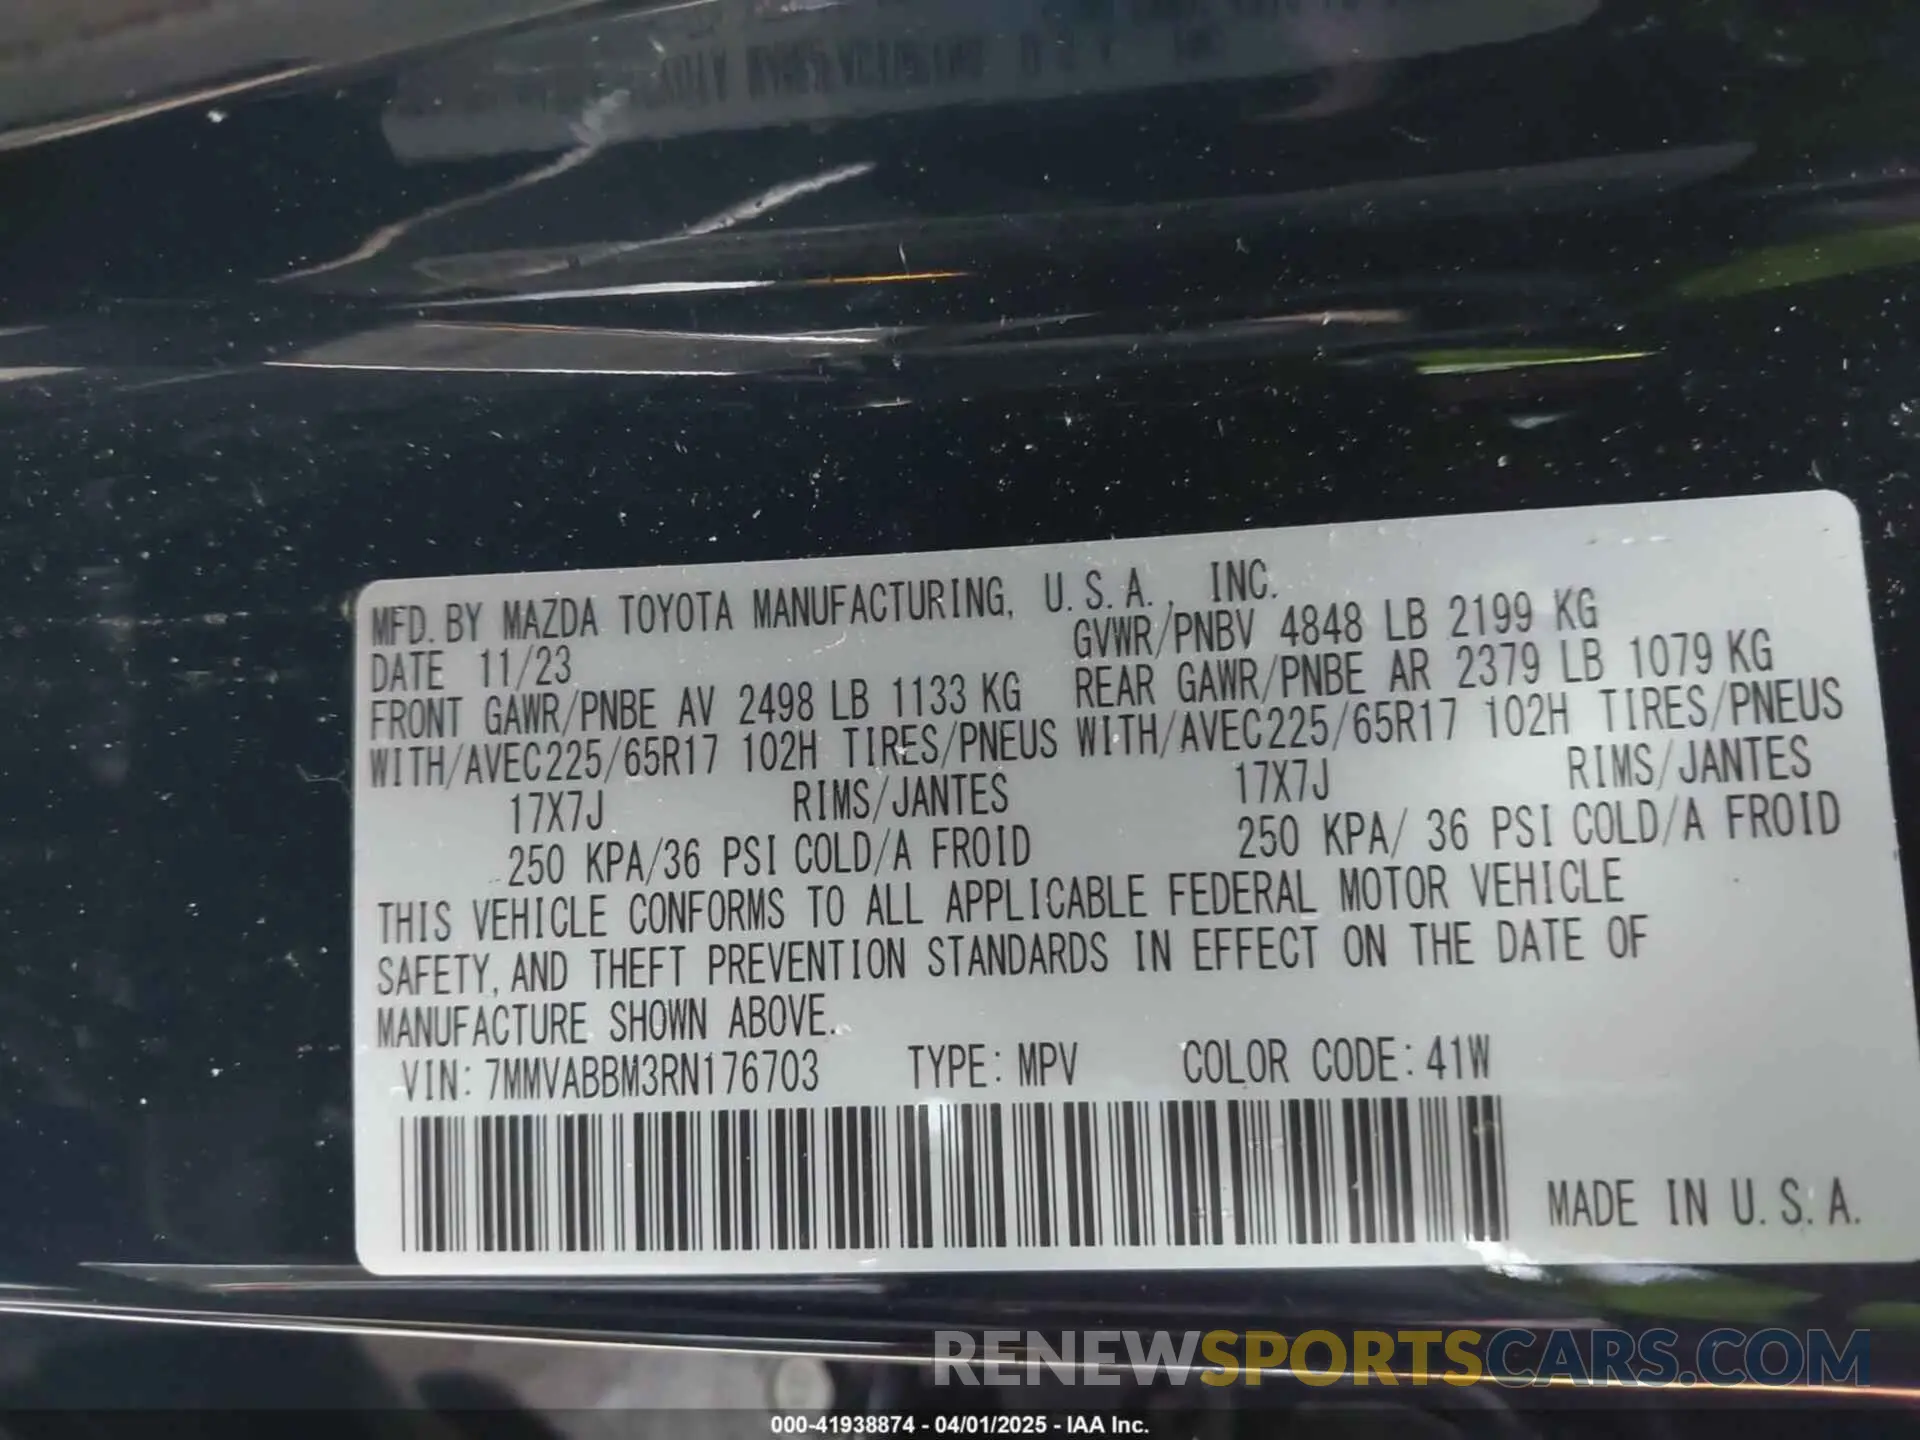 MFD. BY MAZDA TOYOTA MANUFACTURING, U.S.A., INC.
DATE 11/23 GVWR/PNBV 4848 LB 2199 KG
FRONT GAWR/PNBE AV 2498 LB 1133 KG REAR GAWR/PNBE AR 2379 LB 1079 KG
WITH/AVEC225/65R17 102H TIRES/PNEUS WITH/AVEC225/65R17 102H TIRES/PNEUS
17X7J RIMS/JANTES 17X7J RIMS/JANTES
250 KPA/36 PSI COLD/A FROID 250 KPA/ 36 PSI COLD/A FROID
THIS VEHICLE CONFORMS TO ALL APPLICABLE FEDERAL MOTOR VEHICLE
SAFETY, AND THEFT PREVENTION STANDARDS IN EFFECT ON THE DATE OF
MANUFACTURE SHOWN ABOVE.
VIN: 7MMVABBM3RN176703 TYPE: MPV COLOR CODE: 41W
MADE IN U.S.A.
RENEWSPORTSCARS.COM
000-41938874 - 04/01/2025 - IAA Inc.